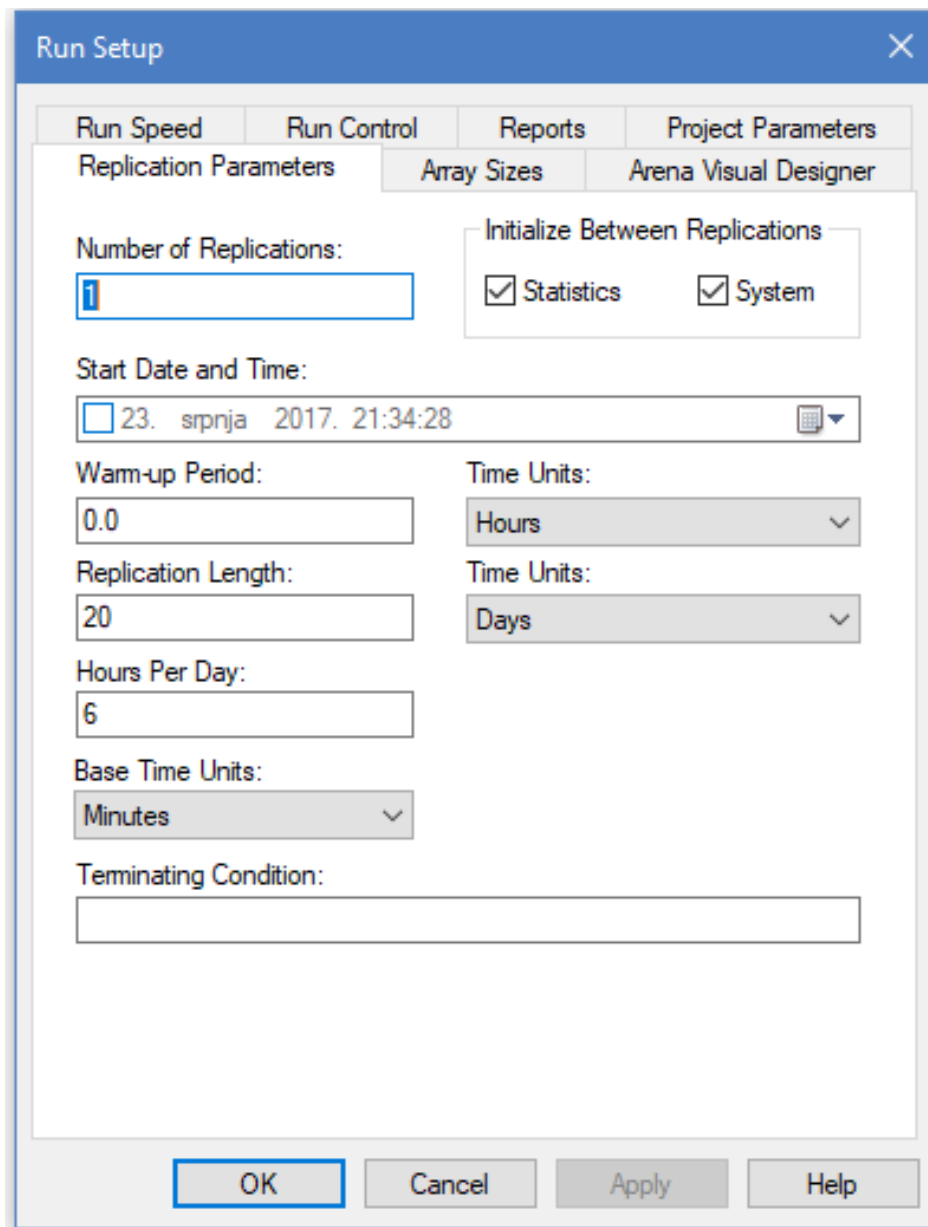 Run Setup
Run Speed Run Control Reports Project Parameters
Replication Parameters Array Sizes Arena Visual Designer
Number of Replications:
1
Initialize Between Replications
Statistics System
Start Date and Time:
23. srpnja 2017. 21:34:28
Warm-up Period: Time Units:
0.0 Hours
Replication Length: Time Units:
20 Days
Hours Per Day:
6
Base Time Units:
Minutes
Terminating Condition:
OK Cancel Apply Help